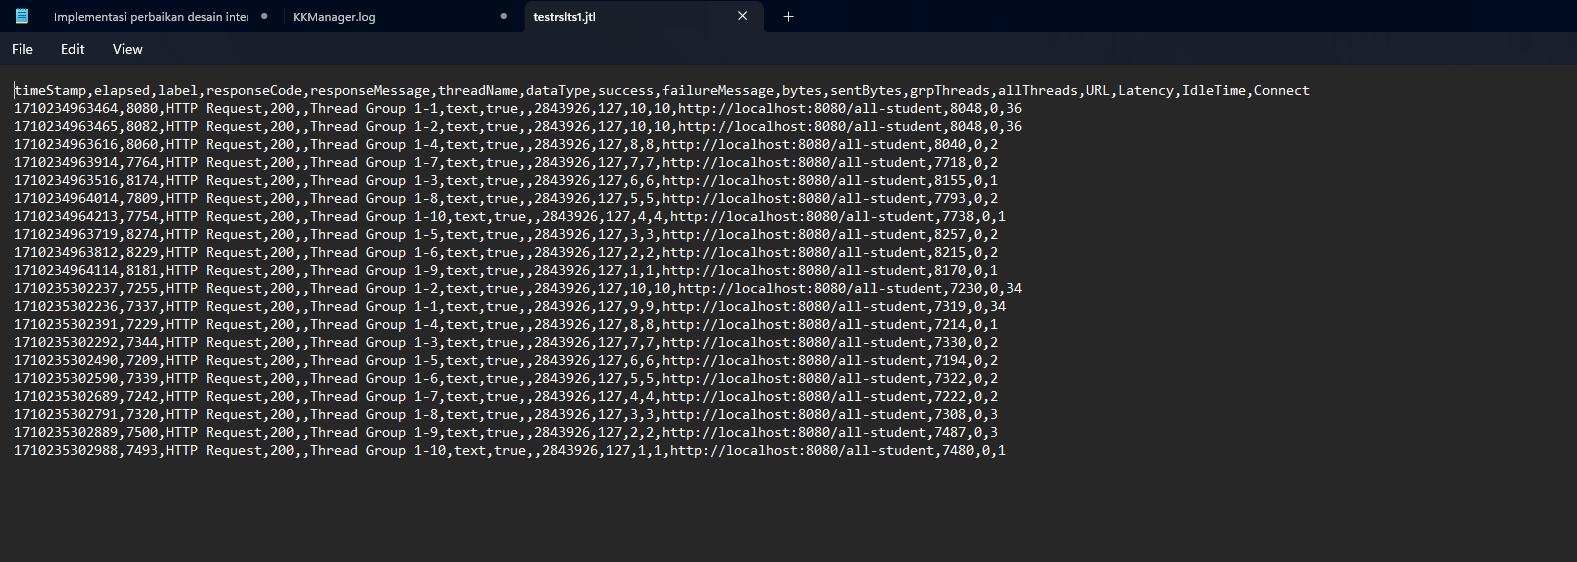 Implementasi perbaikan desain inter
KKManager.log
testrslts1.jtl
File Edit View
timeStamp,elapsed,label,responseCode,responseMessage,threadName,dataType,success,failureMessage,bytes,sentBytes,grpThreads,allThreads,URL,Latency,IdleTime,Connect
1710234963464,8080,HTTP Request,200,,Thread Group 1-1,text,true,,2843926,127,10,10,http://localhost:8080/all-student,8048,0,36
1710234963465,8082,HTTP Request,200,,Thread Group 1-2,text,true,,2843926,127,10,10,http://localhost:8080/all-student,8048,0,36
1710234963616,8060,HTTP Request,200,,Thread Group 1-4,text,true,,2843926,127,8,8,http://localhost:8080/all-student,8040,0,2
1710234963914,7764,HTTP Request,200,,Thread Group 1-7,text,true,,2843926,127,7,7,http://localhost:8080/all-student,7718,0,2
1710234963516,8174,HTTP Request,200,,Thread Group 1-3,text,true,,2843926,127,6,6,http://localhost:8080/all-student,8155,0,1
1710234964014,7809,HTTP Request,200,,Thread Group 1-8,text,true,,2843926,127,5,5,http://localhost:8080/all-student,7793,0,2
1710234964213,7754,HTTP Request,200,,Thread Group 1-10,text,true,,2843926,127,4,4,http://localhost:8080/all-student,7738,0,1
1710234963719,8274,HTTP Request,200,,Thread Group 1-5,text,true,,2843926,127,3,3,http://localhost:8080/all-student,8257,0,2
1710234963812,8229,HTTP Request,200,,Thread Group 1-6,text,true,,2843926,127,2,2,http://localhost:8080/all-student,8215,0,2
1710234964114,8181,HTTP Request,200,,Thread Group 1-9,text,true,,2843926,127,1,1,http://localhost:8080/all-student,8170,0,1
1710235302237,7255,HTTP Request,200,,Thread Group 1-2,text,true,,2843926,127,10,10,http://localhost:8080/all-student,7230,0,34
1710235302236,7337,HTTP Request,200,,Thread Group 1-1,text,true,,2843926,127,9,9,http://localhost:8080/all-student,7319,0,34
1710235302391,7229,HTTP Request,200,,Thread Group 1-4,text,true,,2843926,127,8,8,http://localhost:8080/all-student,7214,0,1
1710235302292,7344,HTTP Request,200,,Thread Group 1-3,text,true,,2843926,127,7,7,http://localhost:8080/all-student,7330,0,2
1710235302490,7209,HTTP Request,200,,Thread Group 1-5,text,true,,2843926,127,6,6,http://localhost:8080/all-student,7194,0,2
1710235302590,7339,HTTP Request,200,,Thread Group 1-6,text,true,,2843926,127,5,5,http://localhost:8080/all-student,7322,0,2
1710235302689,7242,HTTP Request,200,,Thread Group 1-7,text,true,,2843926,127,4,4,http://localhost:8080/all-student,7222,0,2
1710235302791,7320,HTTP Request,200,,Thread Group 1-8,text,true,,2843926,127,3,3,http://localhost:8080/all-student,7308,0,3
1710235302889,7500,HTTP Request,200,,Thread Group 1-9,text,true,,2843926,127,2,2,http://localhost:8080/all-student,7487,0,3
1710235302988,7493,HTTP Request,200,,Thread Group 1-10,text,true,,2843926,127,1,1,http://localhost:8080/all-student,7480,0,1